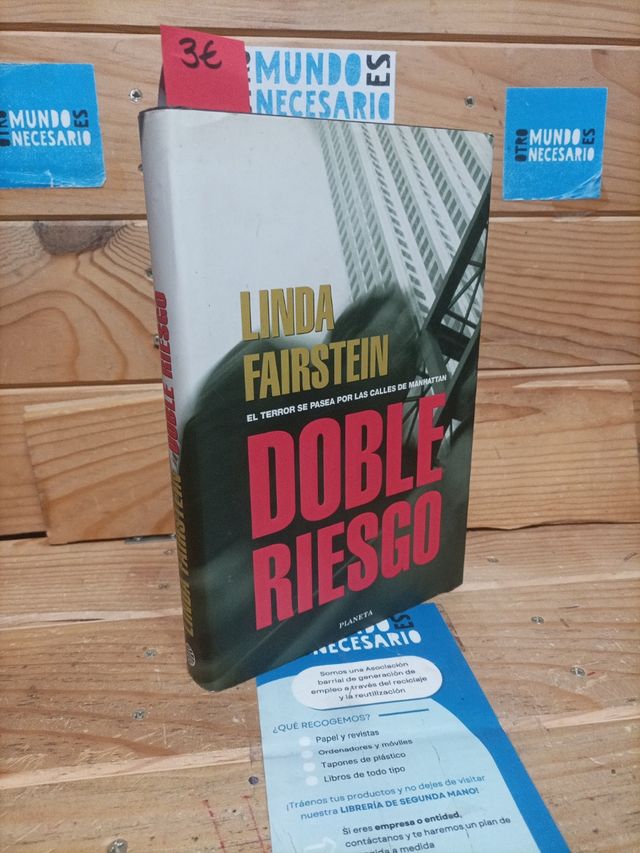 3€
OTRO
MUNDO
ES
NECESARIO
OTRO
MUNDO
ES
NECESARIO
OTRO
MUNDO
ES
NECESARIO
LINDA
FAIRSTEIN
EL TERROR SE PASEA POR LAS CALLES DE MANHATTAN
DOBLE
RIESGO
PLANETA
LINDA FAIRSTEIN
DOBLE RIESGO
MUNDO
ES
NECESARIO
Somos una Asociación
barrial de generación de
empleo a través del reciclaje
y la reutilización
¿QUÉ RECOGEMOS?
Papel y revistas
Ordenadores y móviles
Tapones de plástico
Libros de todo tipo
¡Tráenos tus productos y no dejes de visitar
nuestra LIBRERÍA DE SEGUNDA MANO!
Si eres empresa o entidad,
contáctanos y te haremos un plan de
a medida